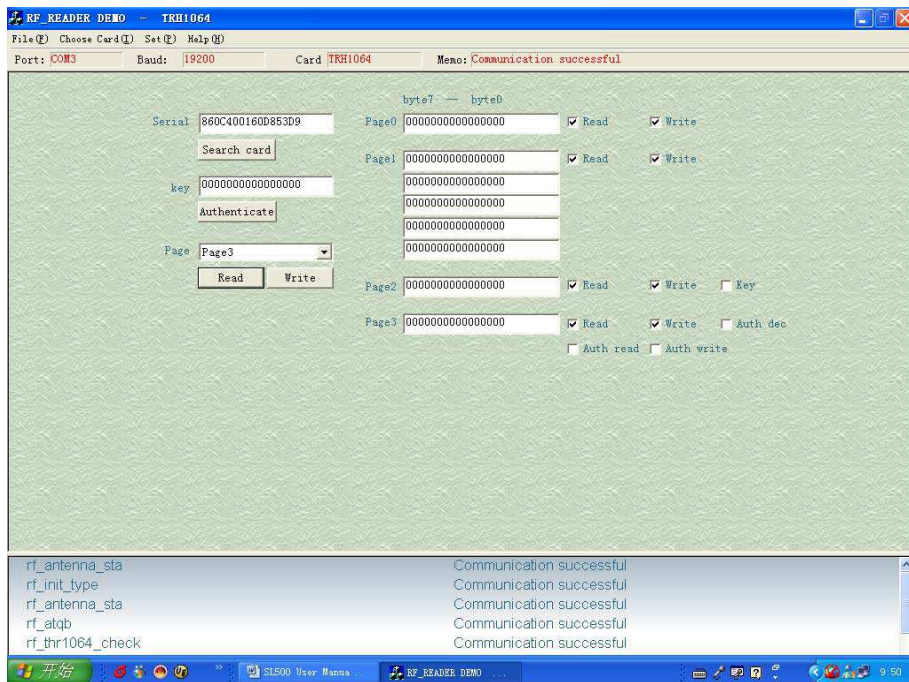 RF_READER DEMO - TRH1064
File(F) Choose Card(I) Set(P) Help(H)
Port: COM3 Baud: 19200 Card TRH1064 Memo: Communication successful
byte7 -- byte0
Serial 860C400160D853D9 Page0 0000000000000000 Read Write
Search card
Page1 0000000000000000 Read Write
key 0000000000000000 0000000000000000
Authenticate 0000000000000000
0000000000000000
Page Page3 0000000000000000
Read Write
Page2 0000000000000000 Read Write Key
Page3 0000000000000000 Read Write Auth dec
Auth read Auth write
rf_antenna_sta Communication successful
rf_init_type Communication successful
rf_antenna_sta Communication successful
rf_atqb Communication successful
rf_thr1064_check Communication successful
开始 SL500 User Manua... RF_READER DEMO ... 9:50